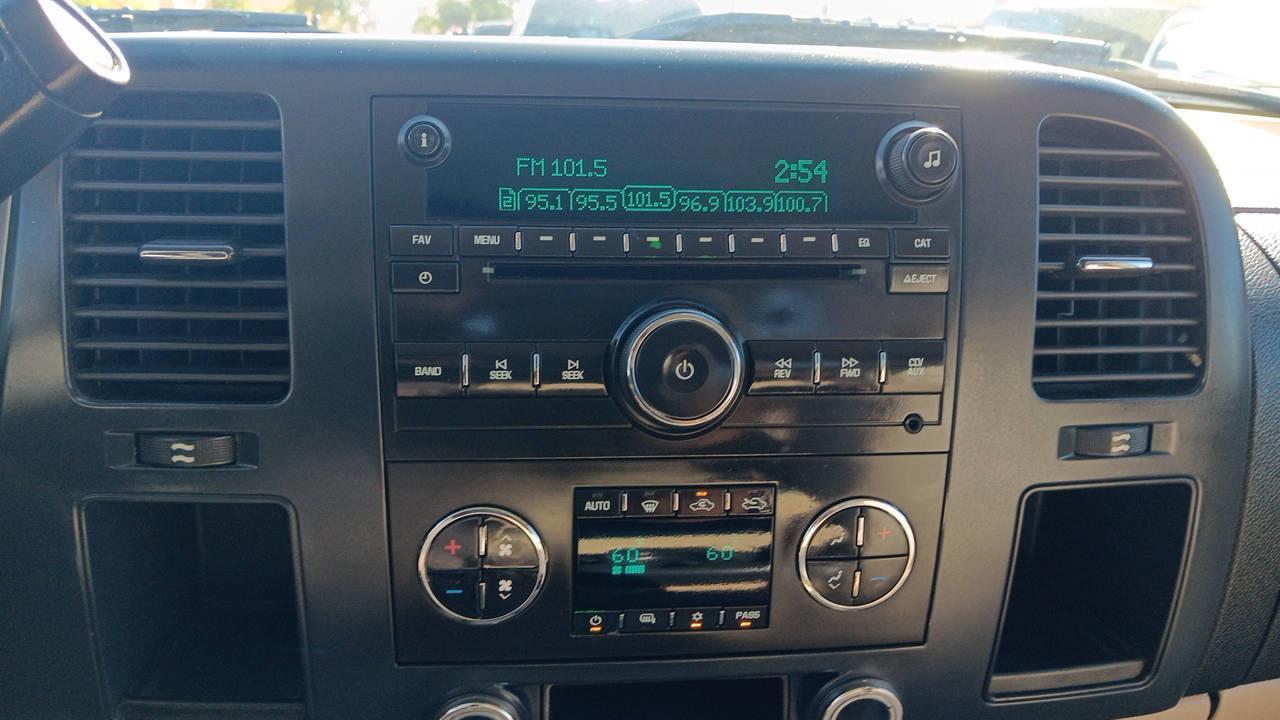 FM 101.5 2:54
2 95.1 95.5 101.5 96.9 103.9 100.7
FAV MENU EQ CAT
EJECT
BAND SEEK SEEK REV FWD CD/AUX
AUTO
60 60
PASS